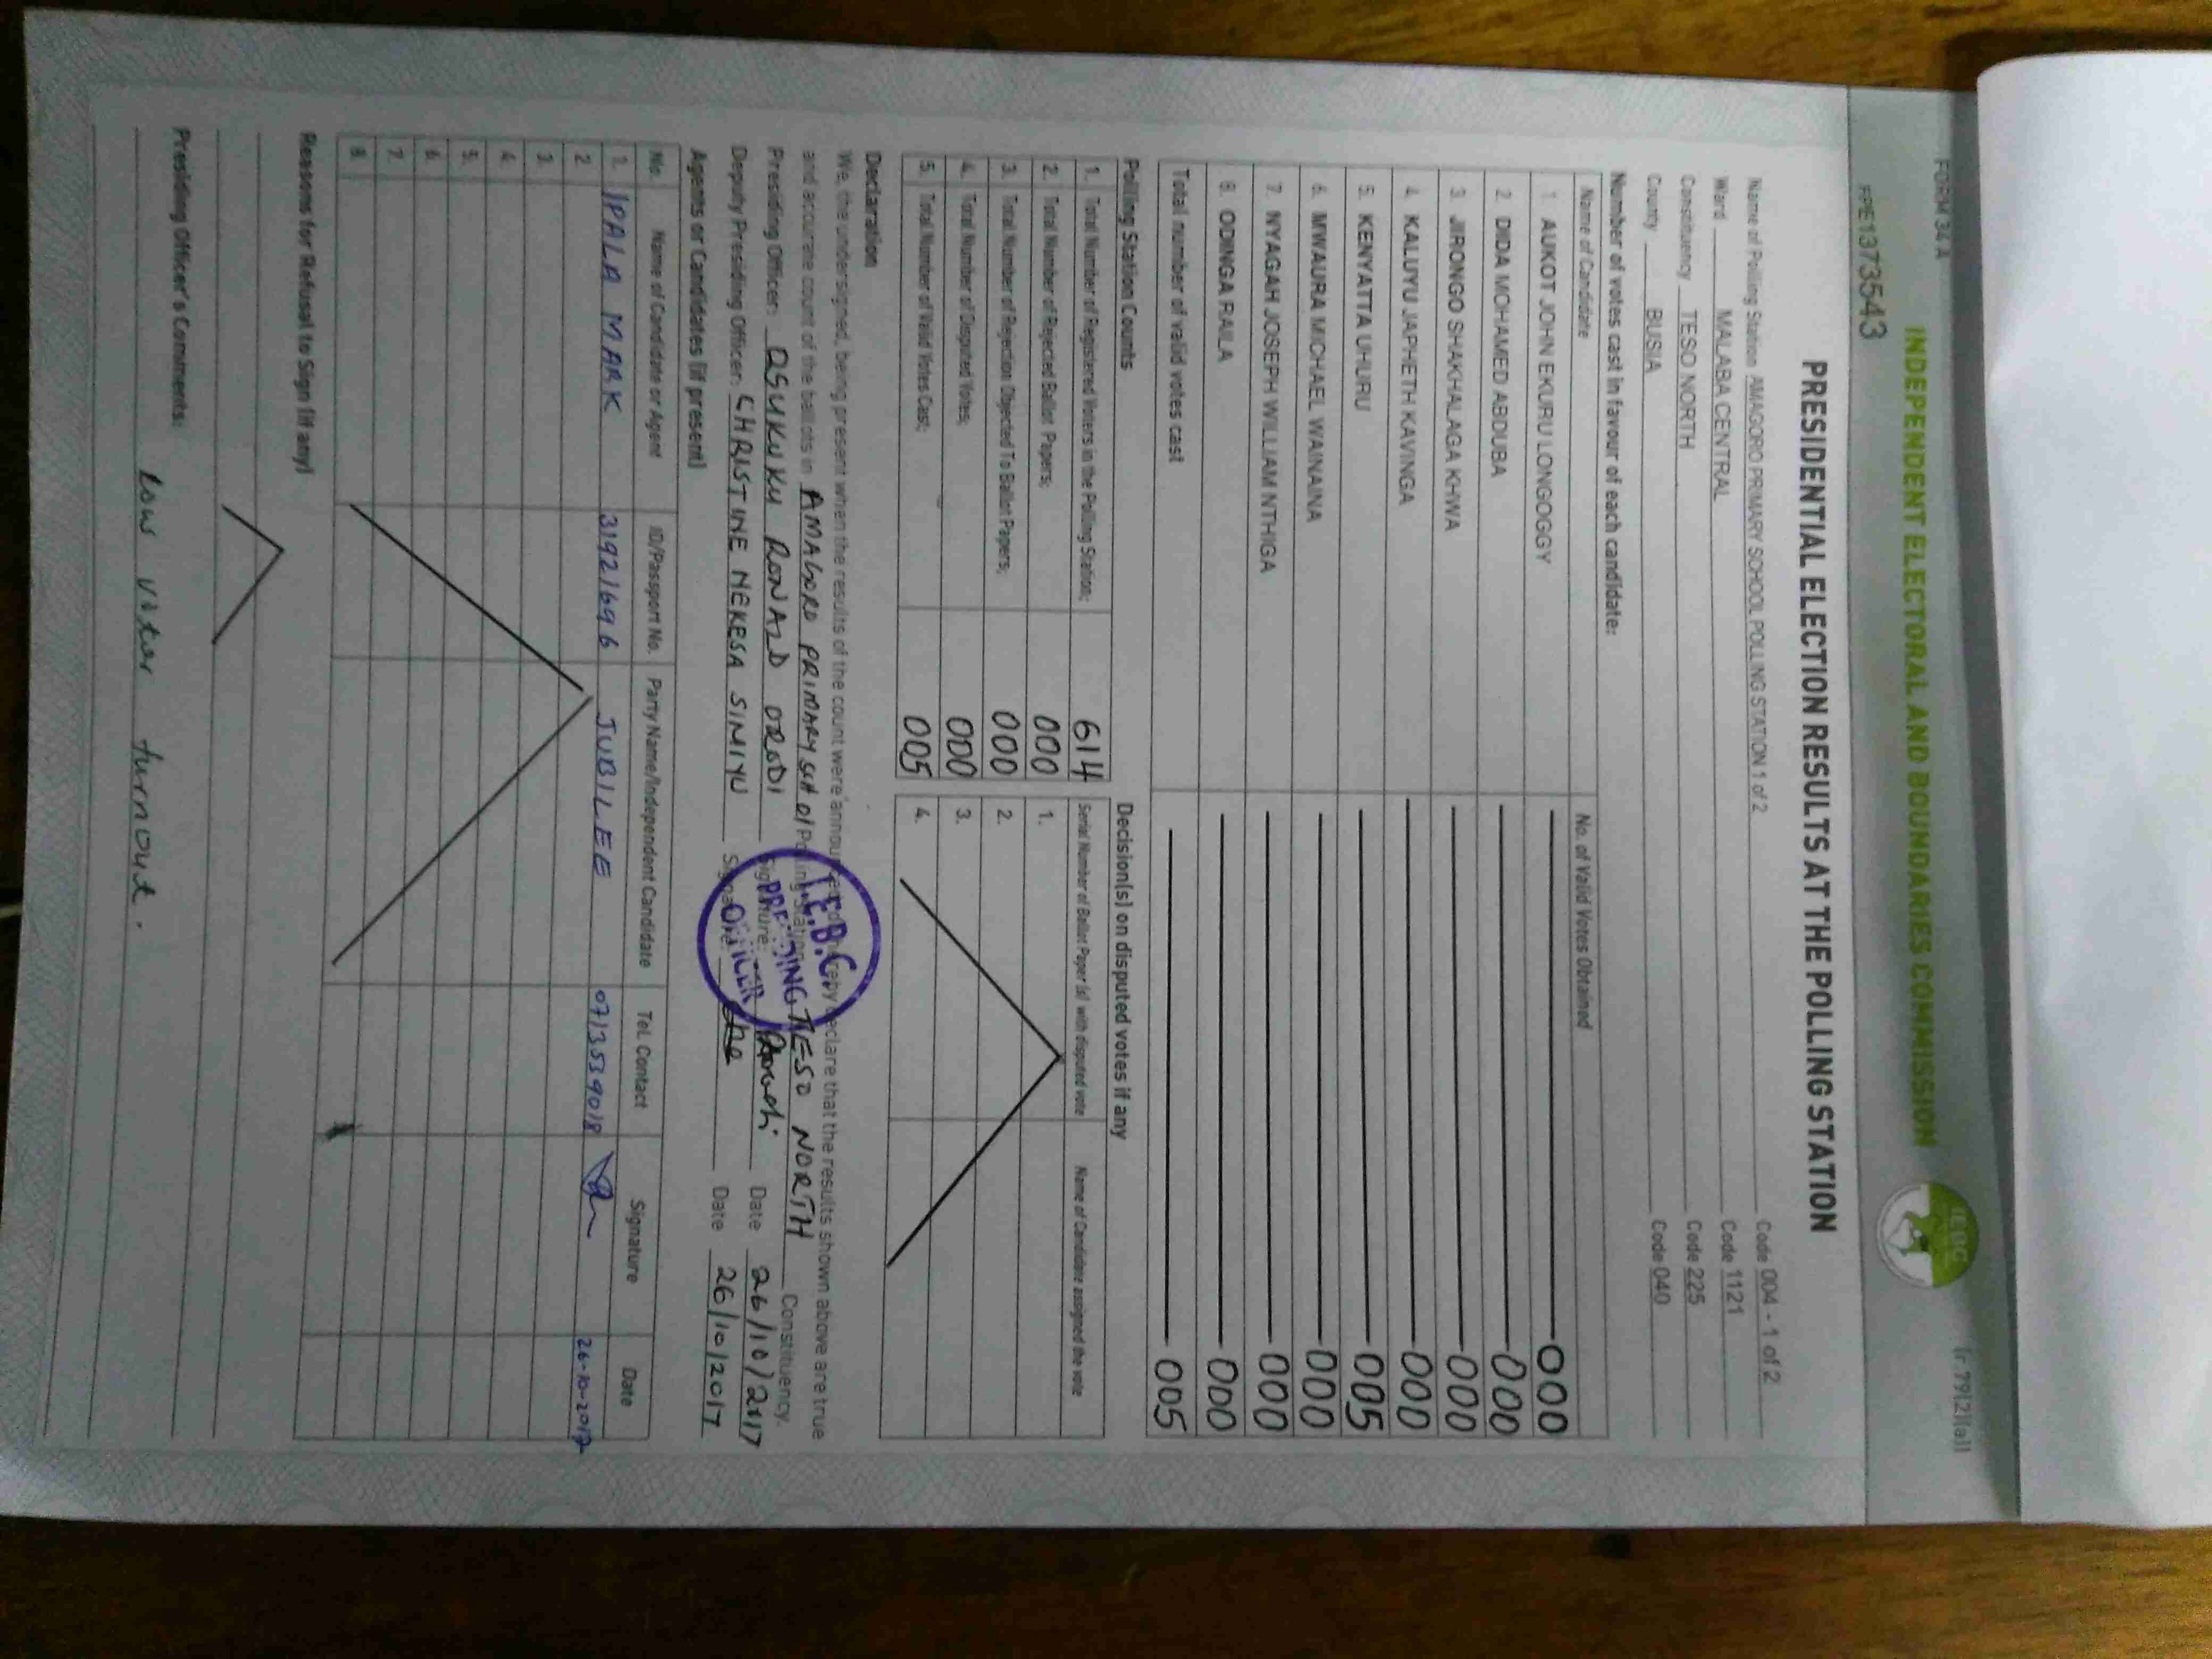 FORM 34 A
(r 79(2)(a))
INDEPENDENT ELECTORAL AND BOUNDARIES COMMISSION
IEBC
PRE1373543
PRESIDENTIAL ELECTION RESULTS AT THE POLLING STATION
Name of Polling Station AMAGORO PRIMARY SCHOOL POLLING STATION 1 of 2 Code 004 - 1 of 2
Ward MALABA CENTRAL Code 1121
Constituency TESO NORTH Code 225
County BUSIA Code 040
Number of votes cast in favour of each candidate:
Name of Candidate No. of Valid Votes Obtained
1. AUKOT JOHN EKURU LONGOGGY 000
2. DIDA MOHAMED ABDUBA 000
3. JIRONGO SHAKHALAGA KHWA 000
4. KALUYU JAPHETH KAVINGA 000
5. KENYATTA UHURU 005
6. MWAURA MICHAEL WAINAINA 000
7. NYAGAH JOSEPH WILLIAM NTHIGA 000
8. ODINGA RAILA 000
Total number of valid votes cast 005
Polling Station Counts
1. Total Number of Registered Voters in the Polling Station; 614
2. Total Number of Rejected Ballot Papers; 000
3. Total Number of Rejection Objected To Ballot Papers; 000
4. Total Number of Disputed Votes; 000
5. Total Number of Valid Votes Cast; 005
Decision(s) on disputed votes if any
Serial Number of Ballot Paper (s) with disputed vote Name of Candidate assigned the vote
1.
2.
3.
4.
Declaration
We, the undersigned, being present when the results of the count were announced declare that the results shown above are true
and accurate count of the ballots in AMAGORO PRIMARY SCH 01 Polling Station TESO NORTH Constituency.
Presiding Officer: OSUKUKU RONALD ORODI Signature: Date 26/10/2017
Deputy Presiding Officer: CHRISTINE NEKESA SIMIYU Signature Date 26/10/2017
I.E.B.C
PRESIDING
OFFICER
Agents or Candidates (if present)
No. Name of Candidate or Agent ID/Passport No. Party Name/Independent Candidate Tel. Contact Signature Date
1. IPALA MARK 31921696 JUBILEE 0713539018 26-10-2017
2.
3.
4.
5.
6.
7.
8.
Reasons for Refusal to Sign (if any)
Presiding Officer's Comments:
Low voter turnout.